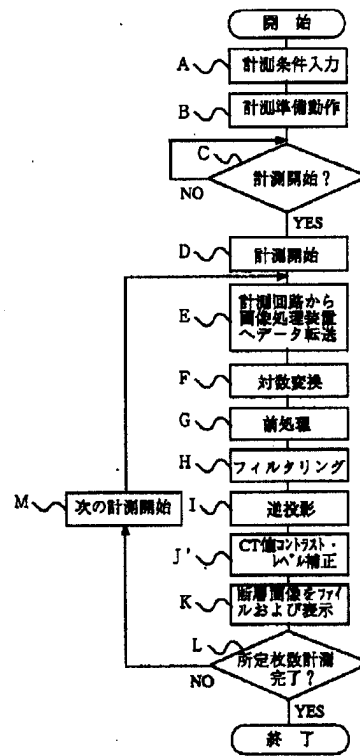 開 始
A
計測条件入力
B
計測準備動作
C
計測開始?
NO
YES
D
計測開始
E
計測回路から
画像処理装置
へデータ転送
F
対数変換
G
前処理
H
フィルタリング
M
次の計測開始
I
逆投影
J'
CT値コントラスト・
レベル補正
K
断層画像をファイ
ルおよび表示
L
所定枚数計測
完了?
NO
YES
終 了